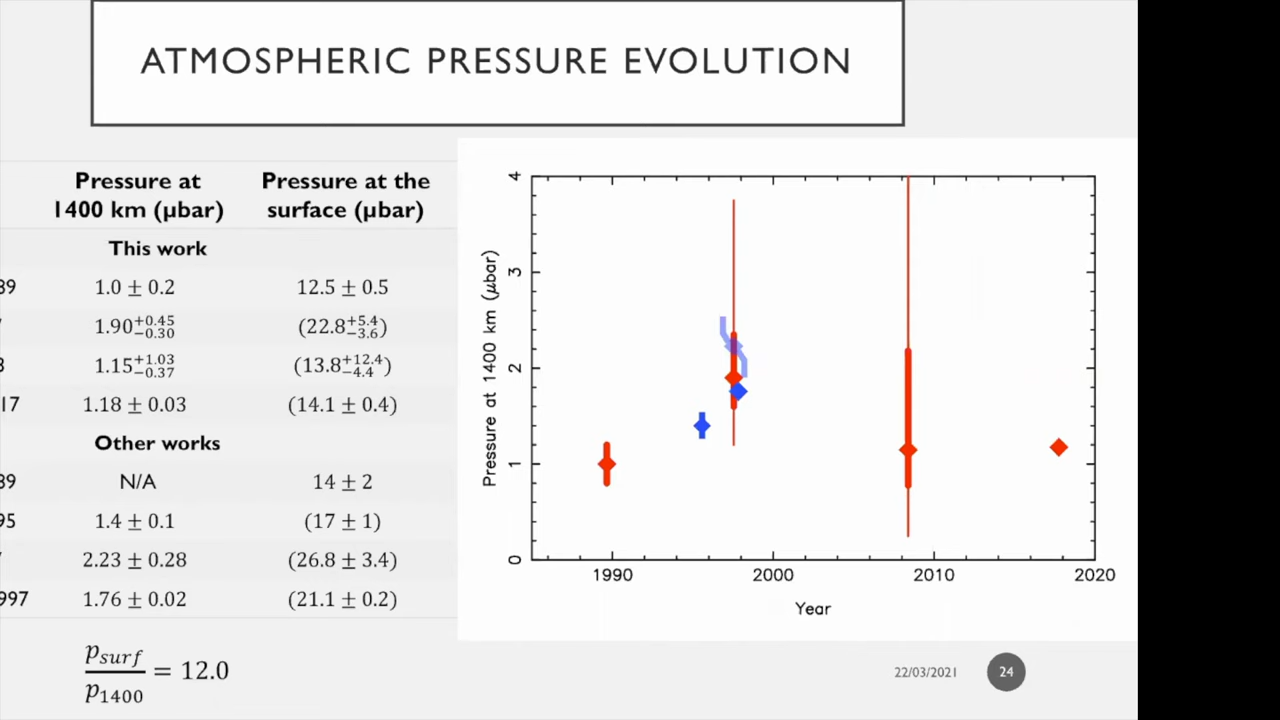 ATMOSPHERIC PRESSURE EVOLUTION
Pressure at 1400 km (μbar) Pressure at the surface (μbar)
This work
89 1.0 ± 0.2 12.5 ± 0.5
1.90+0.45−0.30 (22.8+5.4−3.6)
1.15+1.03−0.37 (13.8+12.4−4.4)
17 1.18 ± 0.03 (14.1 ± 0.4)
Other works
89 N/A 14 ± 2
95 1.4 ± 0.1 (17 ± 1)
2.23 ± 0.28 (26.8 ± 3.4)
997 1.76 ± 0.02 (21.1 ± 0.2)
psurf/p1400 = 12.0
4
3
2
1
0
Pressure at 1400 km (μbar)
1990 2000 2010 2020
Year
22/03/2021 24